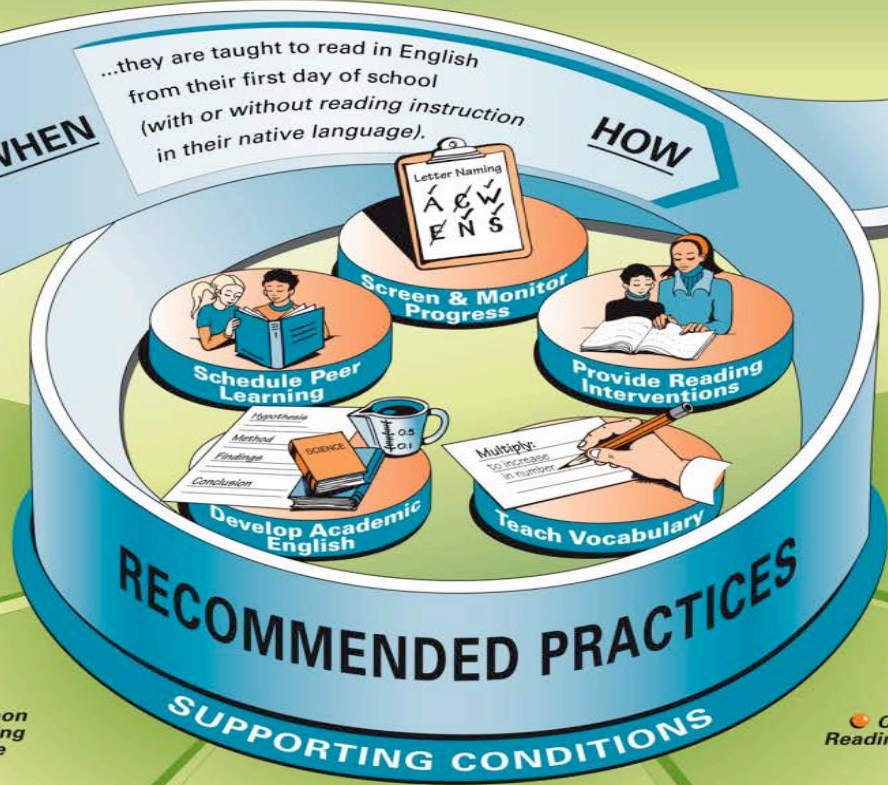 ...they are taught to read in English
from their first day of school
(with or without reading instruction
in their native language).
WHEN
HOW
Letter Naming
A C W
E N S
Screen & Monitor
Progress
Schedule Peer
Learning
Provide Reading
Interventions
Hypothesis
Method
Findings
Conclusion
SCIENCE
0.5
0.1
Multiply:
to increase
in number
Develop Academic
English
Teach Vocabulary
RECOMMENDED PRACTICES
SUPPORTING CONDITIONS